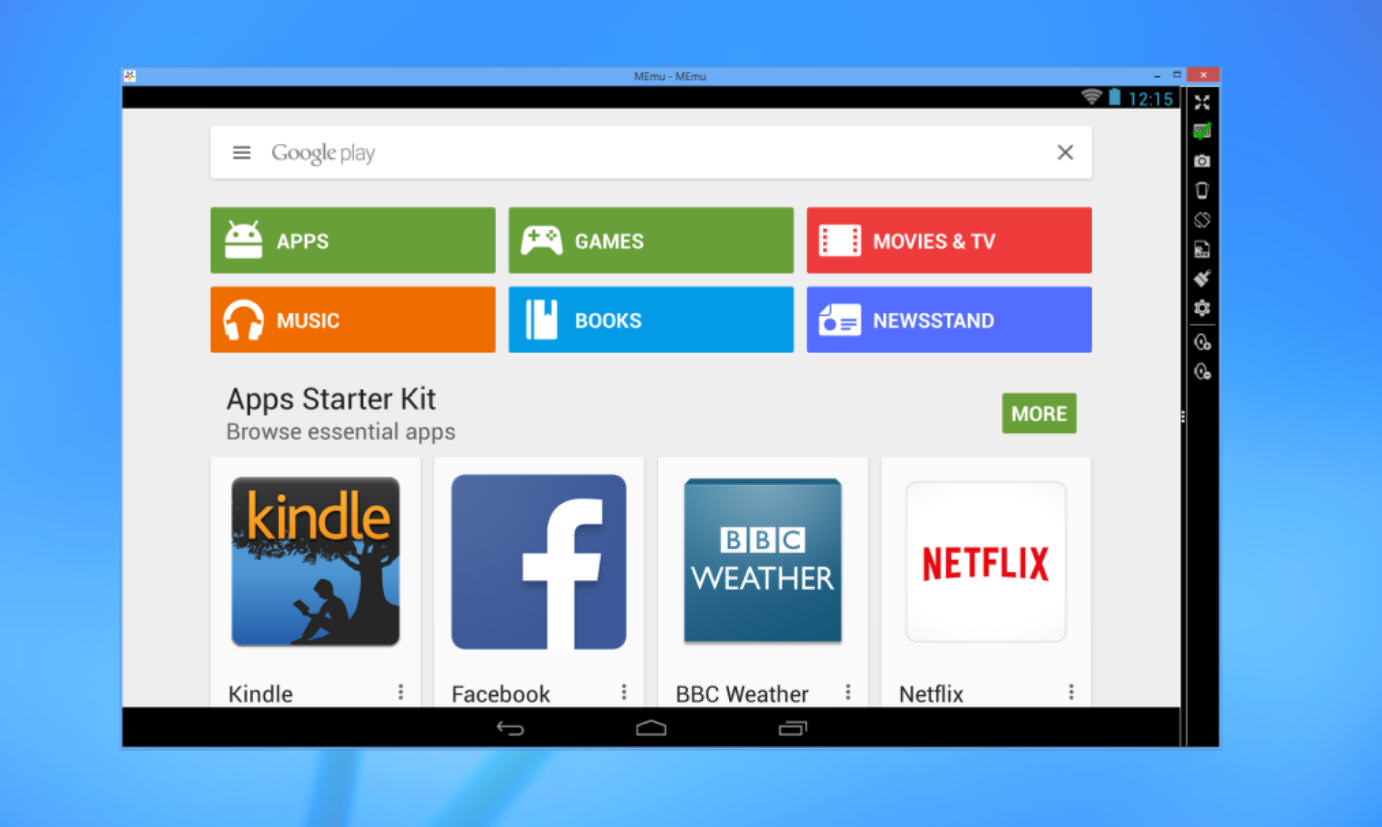 MEmu - MEmu
12:15
Google play
APPS
GAMES
MOVIES & TV
MUSIC
BOOKS
NEWSSTAND
Apps Starter Kit
MORE
Browse essential apps
kindle
f
BBC
WEATHER
NETFLIX
Kindle
Facebook
BBC Weather
Netflix